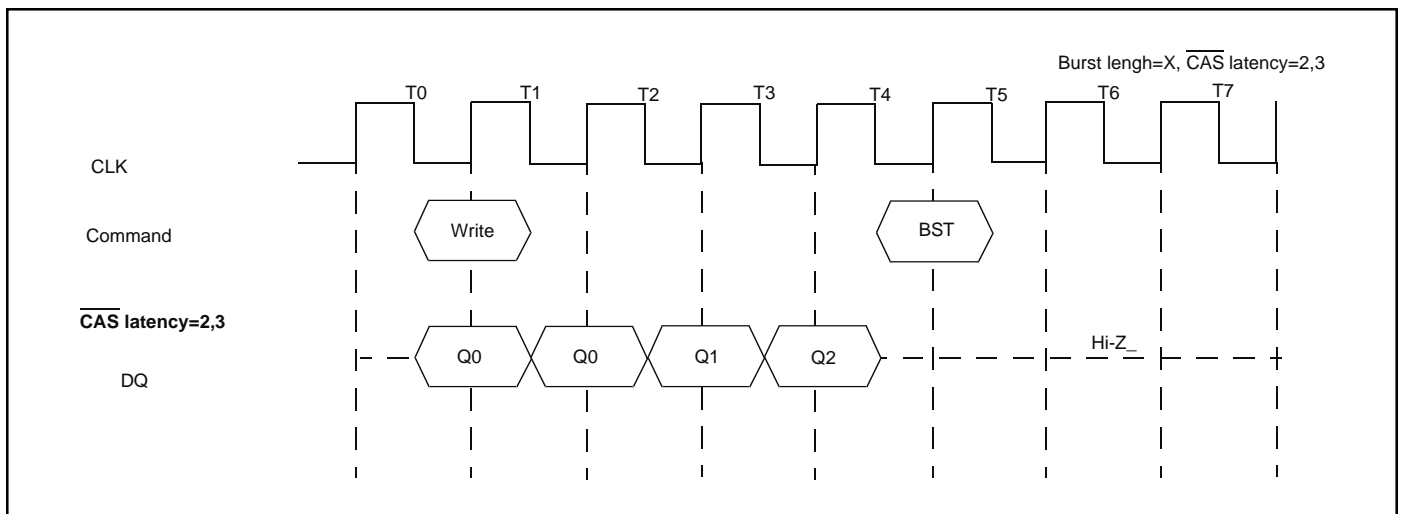 Burst lengh=X, CAS latency=2,3
T0 T1 T2 T3 T4 T5 T6 T7
CLK
Write BST
Command
CAS latency=2,3
Hi-Z_
Q0 Q0 Q1 Q2
DQ